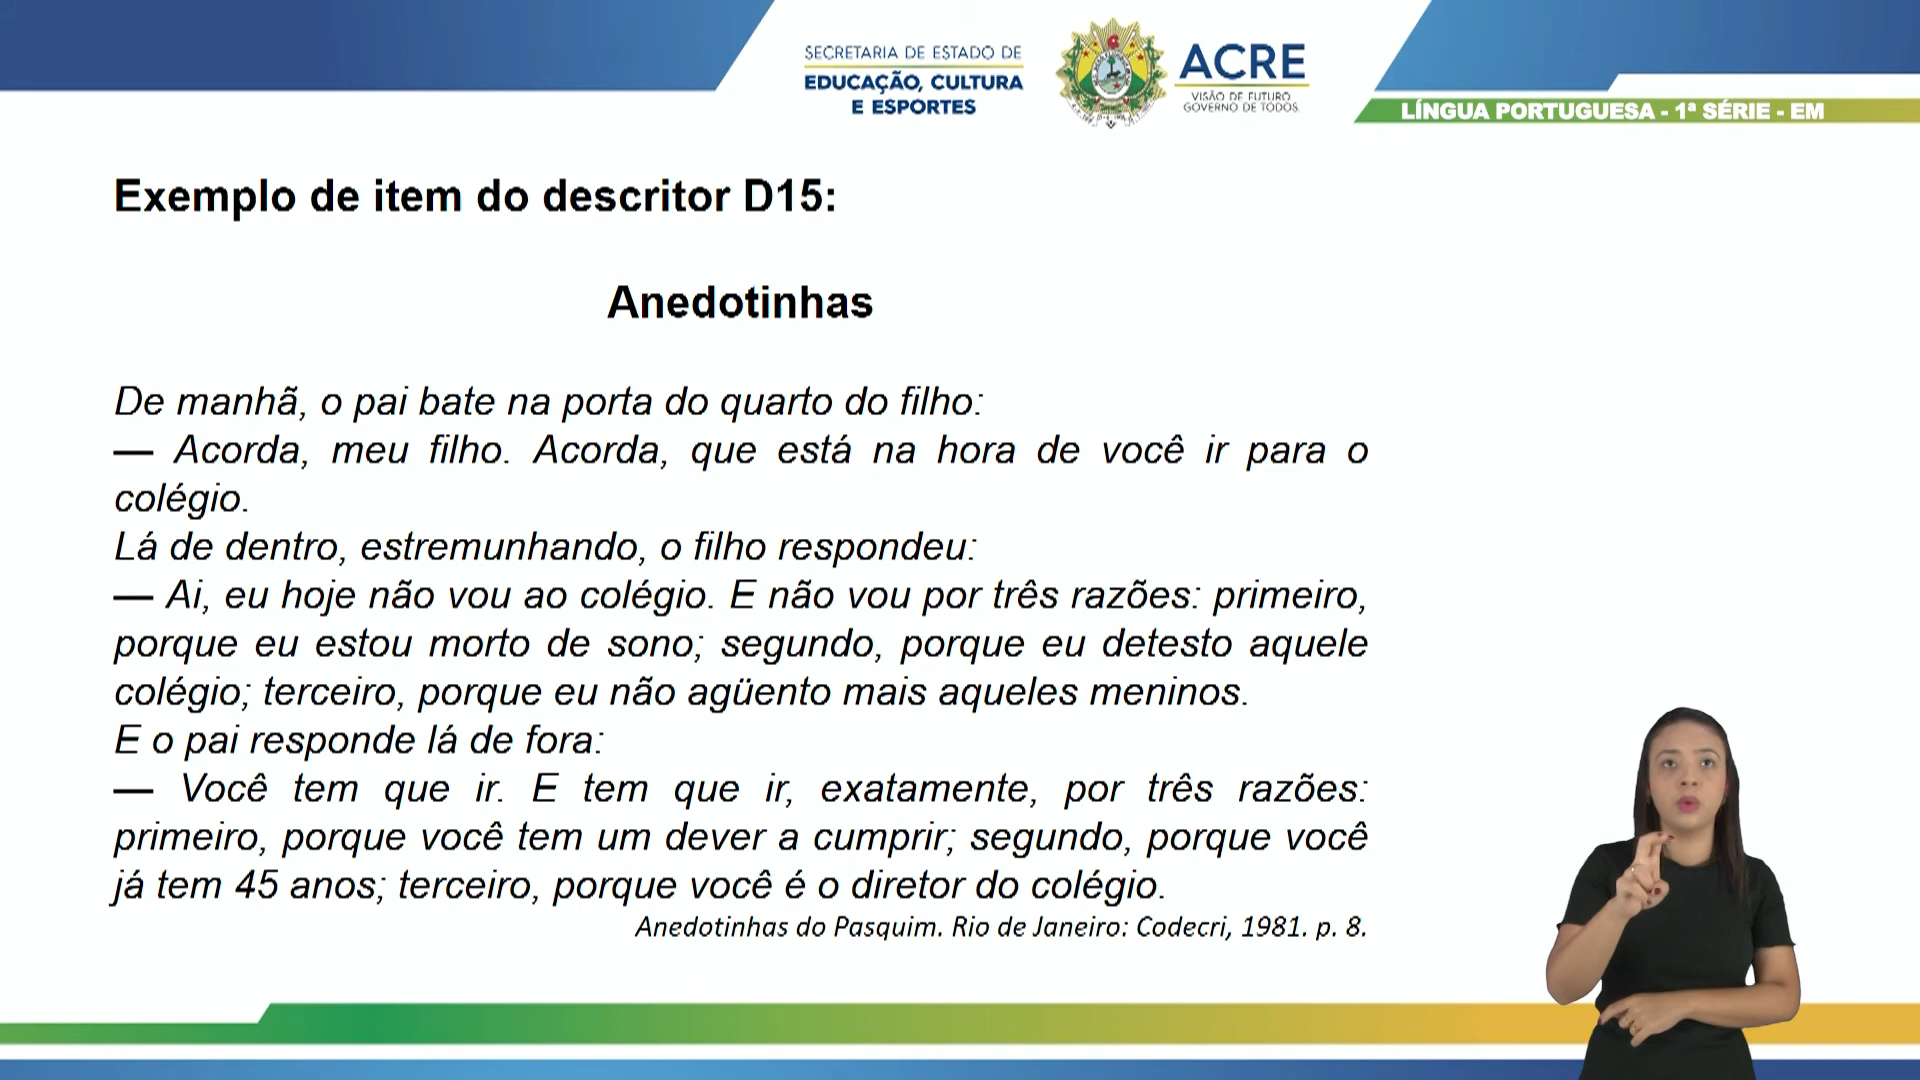 SECRETARIA DE ESTADO DE
EDUCAÇÃO, CULTURA
E ESPORTES
ACRE
VISÃO DE FUTURO
GOVERNO DE TODOS.
LÍNGUA PORTUGUESA - 1ª SÉRIE - EM
Exemplo de item do descritor D15:
Anedotinhas
De manhã, o pai bate na porta do quarto do filho:
— Acorda, meu filho. Acorda, que está na hora de você ir para o
colégio.
Lá de dentro, estremunhando, o filho respondeu:
— Ai, eu hoje não vou ao colégio. E não vou por três razões: primeiro,
porque eu estou morto de sono; segundo, porque eu detesto aquele
colégio; terceiro, porque eu não agüento mais aqueles meninos.
E o pai responde lá de fora:
— Você tem que ir. E tem que ir, exatamente, por três razões:
primeiro, porque você tem um dever a cumprir; segundo, porque você
já tem 45 anos; terceiro, porque você é o diretor do colégio.
Anedotinhas do Pasquim. Rio de Janeiro: Codecri, 1981. p. 8.